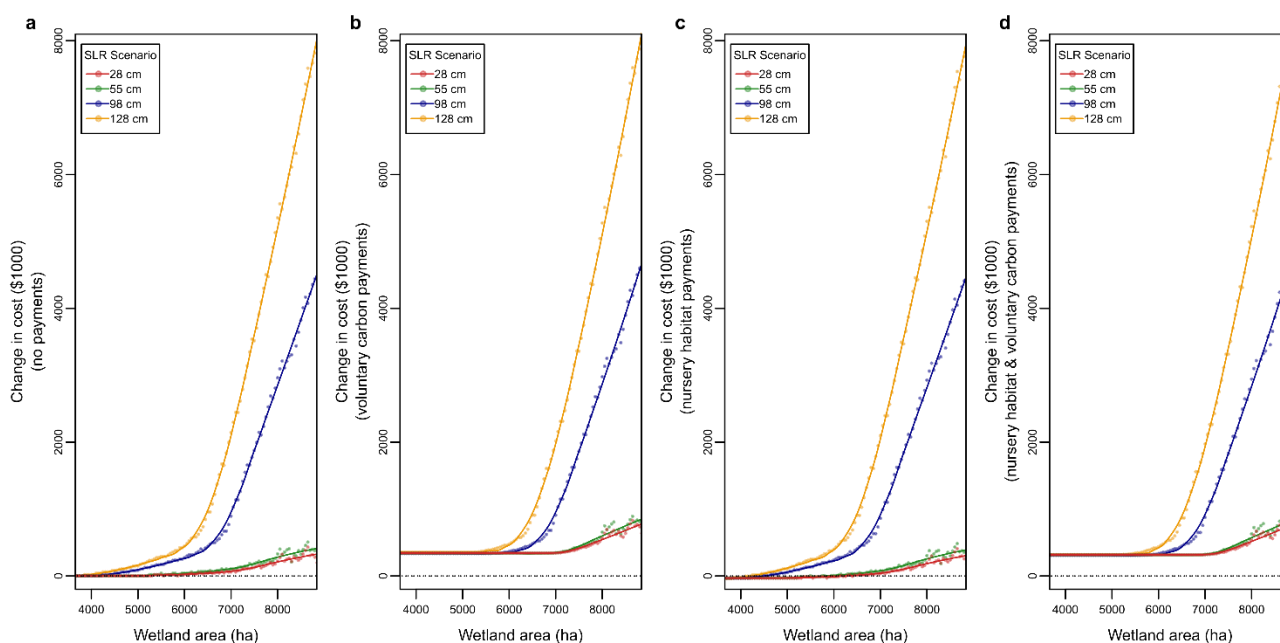 a
Change in cost ($1000)
(no payments)
8000
6000
4000
2000
0
SLR Scenario
28 cm
55 cm
98 cm
128 cm
4000 5000 6000 7000 8000
Wetland area (ha)
b
Change in cost ($1000)
(voluntary carbon payments)
8000
6000
4000
2000
0
SLR Scenario
28 cm
55 cm
98 cm
128 cm
4000 5000 6000 7000 8000
Wetland area (ha)
c
Change in cost ($1000)
(nursery habitat payments)
8000
6000
4000
2000
0
SLR Scenario
28 cm
55 cm
98 cm
128 cm
4000 5000 6000 7000 8000
Wetland area (ha)
d
Change in cost ($1000)
(nursery habitat & voluntary carbon payments)
8000
6000
4000
2000
0
SLR Scenario
28 cm
55 cm
98 cm
128 cm
4000 5000 6000 7000 8000
Wetland area (ha)